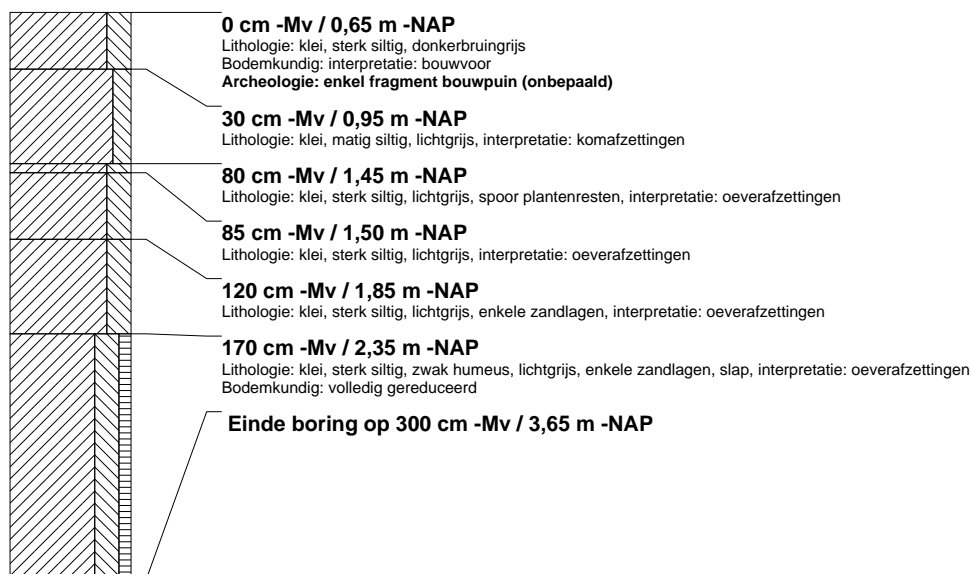 0 cm -Mv / 0,65 m -NAP
Lithologie: klei, sterk siltig, donkerbruingrijs
Bodemkundig: interpretatie: bouwvoor
Archeologie: enkel fragment bouwpuin (onbepaald)
30 cm -Mv / 0,95 m -NAP
Lithologie: klei, matig siltig, lichtgrijs, interpretatie: komafzettingen
80 cm -Mv / 1,45 m -NAP
Lithologie: klei, sterk siltig, lichtgrijs, spoor plantenresten, interpretatie: oeverafzettingen
85 cm -Mv / 1,50 m -NAP
Lithologie: klei, sterk siltig, lichtgrijs, interpretatie: oeverafzettingen
120 cm -Mv / 1,85 m -NAP
Lithologie: klei, sterk siltig, lichtgrijs, enkele zandlagen, interpretatie: oeverafzettingen
170 cm -Mv / 2,35 m -NAP
Lithologie: klei, sterk siltig, zwak humeus, lichtgrijs, enkele zandlagen, slap, interpretatie: oeverafzettingen
Bodemkundig: volledig gereduceerd
Einde boring op 300 cm -Mv / 3,65 m -NAP